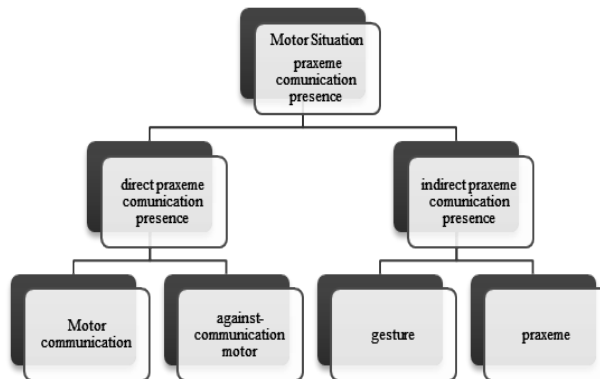 Motor Situation
praxeme
comunication
presence
direct praxeme
comunication
presence
indirect praxeme
comunication
presence
Motor
communication
against-
communication
motor
gesture
praxeme